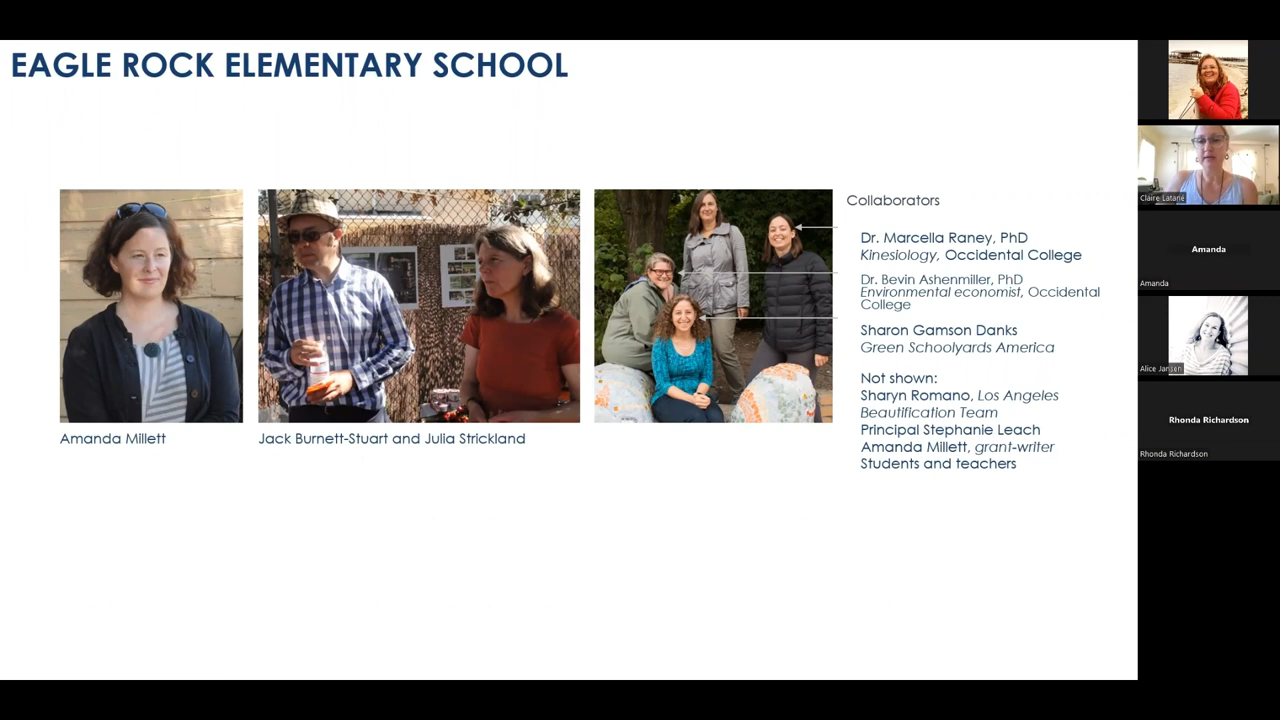 EAGLE ROCK ELEMENTARY SCHOOL
Amanda Millett
Jack Burnett-Stuart and Julia Strickland
Collaborators
Dr. Marcella Raney, PhD
Kinesiology, Occidental College
Dr. Bevin Ashenmiller, PhD
Environmental economist, Occidental
College
Sharon Gamson Danks
Green Schoolyards America
Not shown:
Sharyn Romano, Los Angeles
Beautification Team
Principal Stephanie Leach
Amanda Millett, grant-writer
Students and teachers
Claire Latane
Amanda
Amanda
Alice Jansen
Rhonda Richardson
Rhonda Richardson